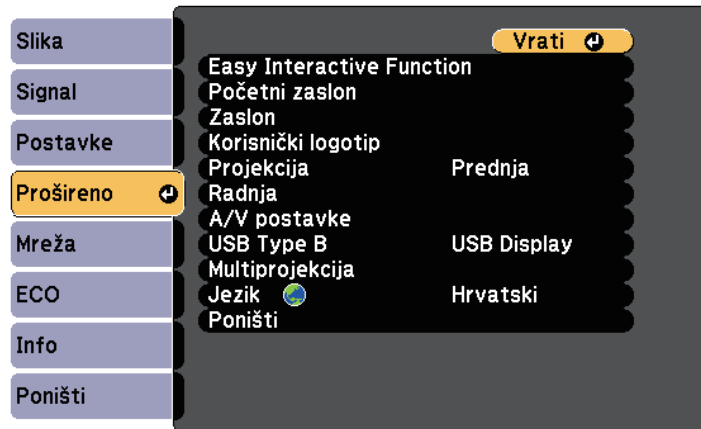 Slika
Signal
Postavke
Prošireno
Mreža
ECO
Info
Poništi
Vrati
Easy Interactive Function
Početni zaslon
Zaslon
Korisnički logotip
Projekcija Prednja
Radnja
A/V postavke
USB Type B USB Display
Multiprojekcija
Jezik Hrvatski
Poništi